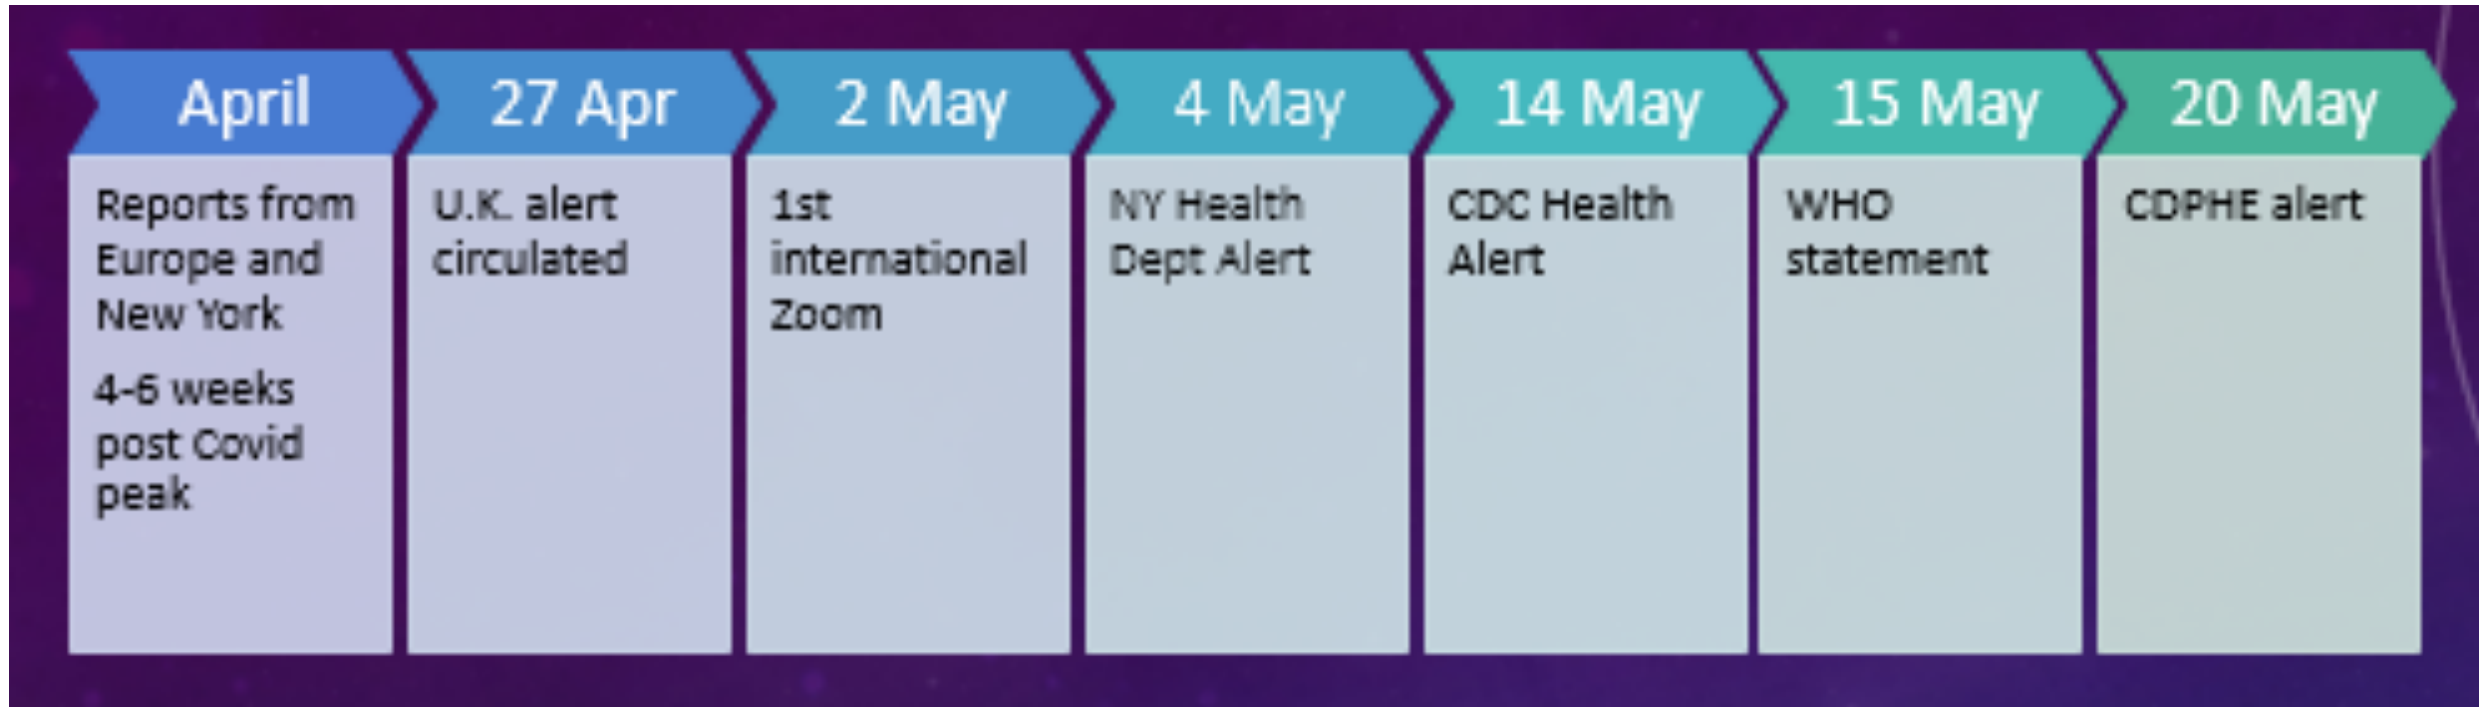 April
Reports from
Europe and
New York
4-6 weeks
post Covid
peak
27 Apr
U.K. alert
circulated
2 May
1st
international
Zoom
4 May
NY Health
Dept Alert
14 May
CDC Health
Alert
15 May
WHO
statement
20 May
CDPHE alert